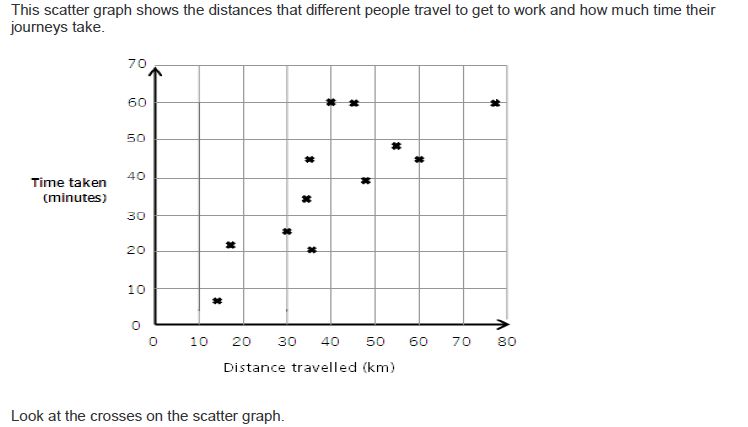 This scatter graph shows the distances that different people travel to get to work and how much time their
journeys take.
70
60
50
40
Time taken
(minutes)
30
20
10
0
0 10 20 30 40 50 60 70 80
Distance travelled (km)
Look at the crosses on the scatter graph.